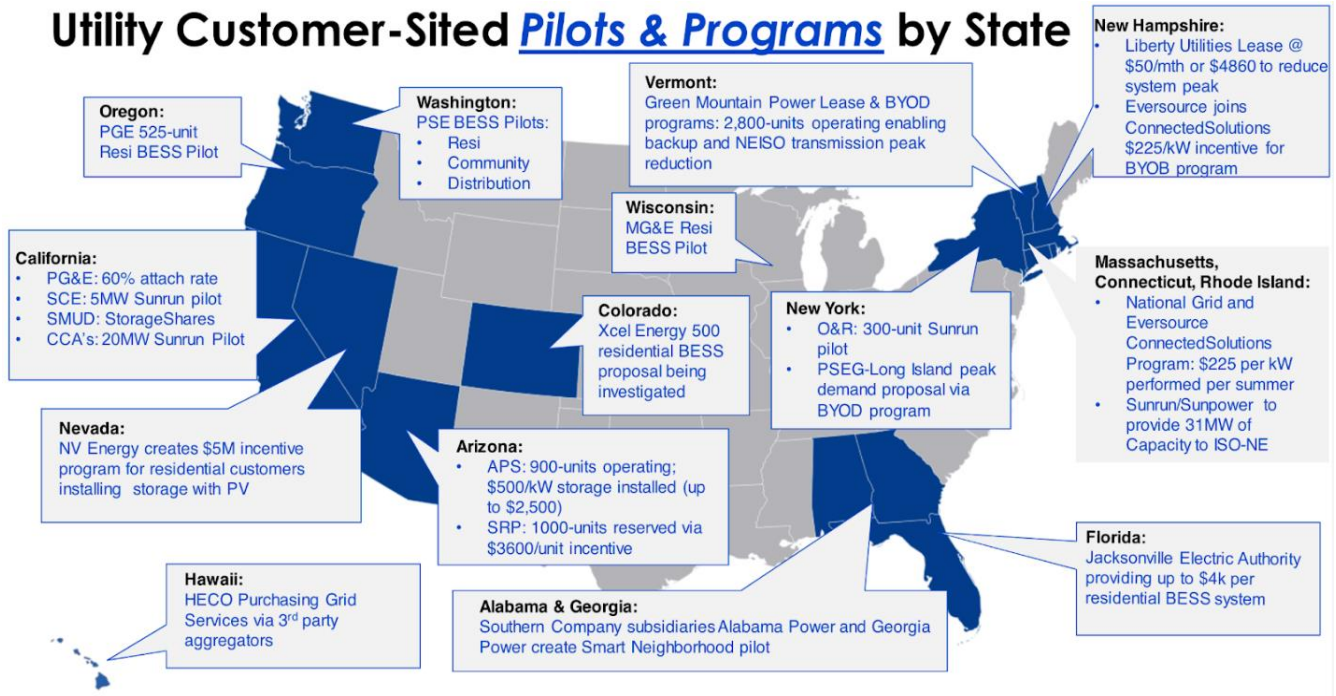 Utility Customer-Sited Pilots & Programs by State
New Hampshire:
• Liberty Utilities Lease @
$50/mth or $4860 to reduce
system peak
• Eversource joins
ConnectedSolutions
$225/kW incentive for
BYOB program
Vermont:
Green Mountain Power Lease & BYOD
programs: 2,800-units operating enabling
backup and NEISO transmission peak
reduction
Washington:
PSE BESS Pilots:
• Resi
• Community
• Distribution
Oregon:
PGE 525-unit
Resi BESS Pilot
Wisconsin:
MG&E Resi
BESS Pilot
California:
• PG&E: 60% attach rate
• SCE: 5MW Sunrun pilot
• SMUD: StorageShares
• CCA's: 20MW Sunrun Pilot
Colorado:
Xcel Energy 500
residential BESS
proposal being
investigated
New York:
• O&R: 300-unit Sunrun
pilot
• PSEG-Long Island peak
demand proposal via
BYOD program
Massachusetts,
Connecticut, Rhode Island:
• National Grid and
Eversource
ConnectedSolutions
Program: $225 per kW
performed per summer
• Sunrun/Sunpower to
provide 31MW of
Capacity to ISO-NE
Nevada:
NV Energy creates $5M incentive
program for residential customers
installing storage with PV
Arizona:
• APS: 900-units operating;
$500/kW storage installed (up
to $2,500)
• SRP: 1000-units reserved via
$3600/unit incentive
Florida:
Jacksonville Electric Authority
providing up to $4k per
residential BESS system
Hawaii:
HECO Purchasing Grid
Services via 3rd party
aggregators
Alabama & Georgia:
Southern Company subsidiaries Alabama Power and Georgia
Power create Smart Neighborhood pilot